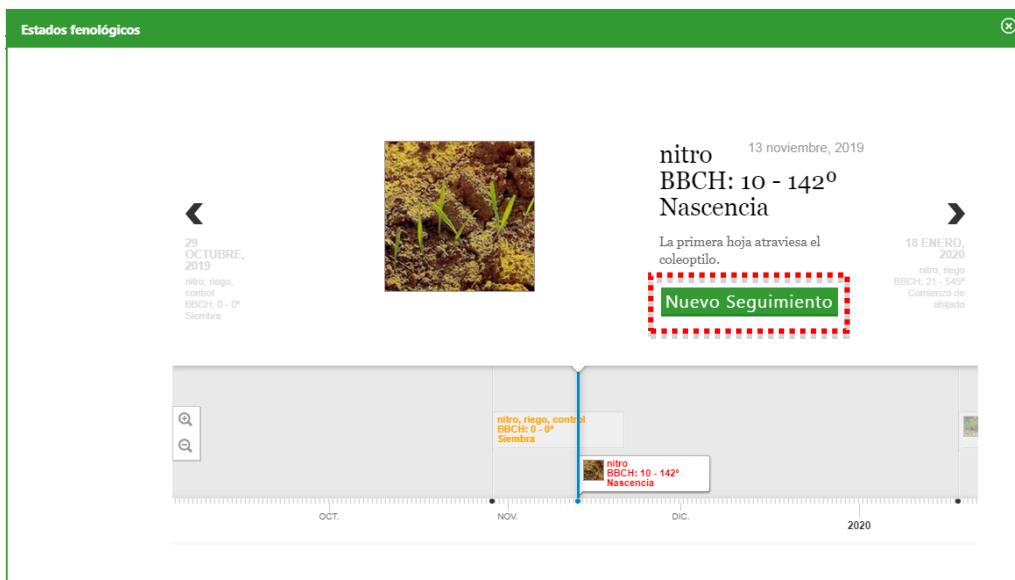 Estados fenológicos
13 noviembre, 2019
nitro
BBCH: 10 - 142º
Nascencia
La primera hoja atraviesa el
coleoptilo.
Nuevo Seguimiento
29
OCTUBRE,
2019
nitro, riego,
control
BBCH: 0 - 0º
Siembra
18 ENERO,
2020
nitro, riego
BBCH: 21 - 545º
Comienzo de
ahijado
nitro, riego, control
BBCH: 0 - 0º
Siembra
nitro
BBCH: 10 - 142º
Nascencia
OCT.
NOV.
DIC.
2020